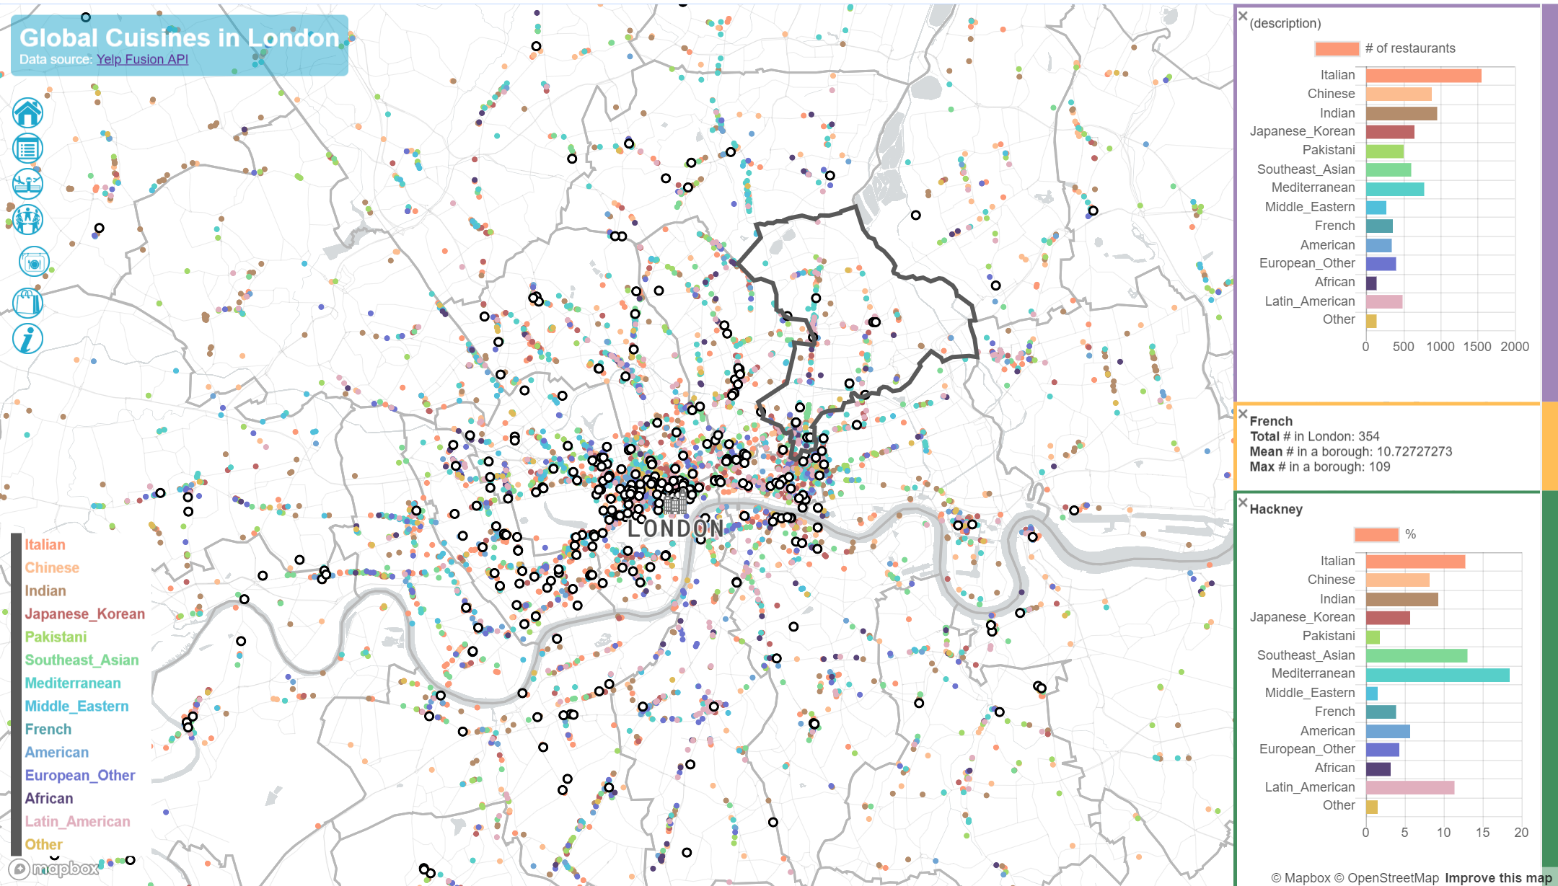 Global Cuisines in London
Data source: Yelp Fusion API
LONDON
Italian
Chinese
Indian
Japanese_Korean
Pakistani
Southeast_Asian
Mediterranean
Middle_Eastern
French
American
European_Other
African
Latin_American
Other
mapbox
(description)
# of restaurants
Italian
Chinese
Indian
Japanese_Korean
Pakistani
Southeast_Asian
Mediterranean
Middle_Eastern
French
American
European_Other
African
Latin_American
Other
0 500 1000 1500 2000
French
Total # in London: 354
Mean # in a borough: 10.72727273
Max # in a borough: 109
Hackney
%
Italian
Chinese
Indian
Japanese_Korean
Pakistani
Southeast_Asian
Mediterranean
Middle_Eastern
French
American
European_Other
African
Latin_American
Other
0 5 10 15 20
© Mapbox © OpenStreetMap Improve this map